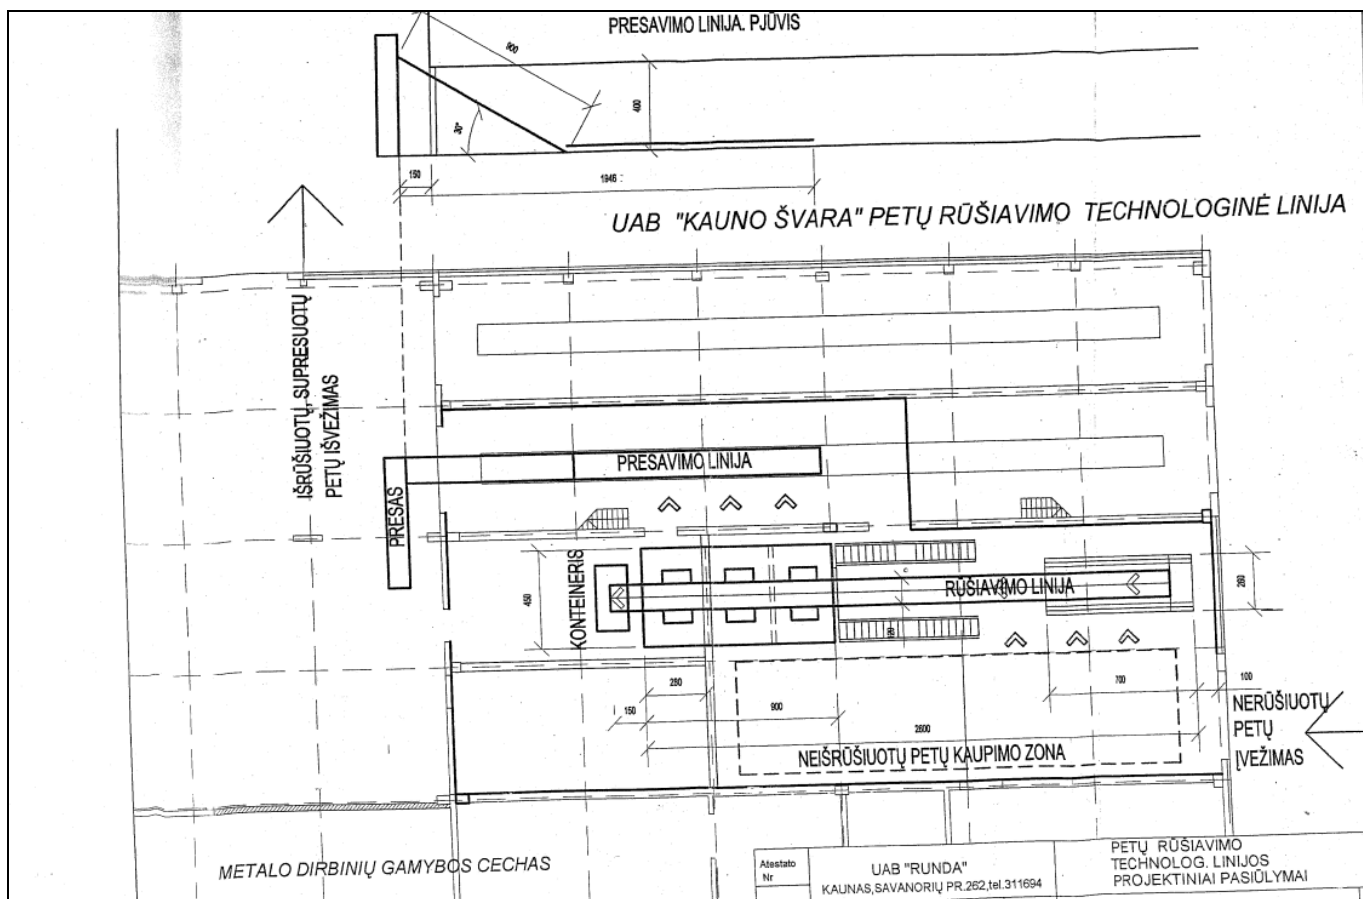 PRESAVIMO LINIJA. PJŪVIS
900
400
30°
150
1946
UAB "KAUNO ŠVARA" PETŲ RŪŠIAVIMO TECHNOLOGINĖ LINIJA
IŠRŪŠIUOTŲ, SUPRESUOTŲ
PETŲ IŠVEŽIMAS
PRESAVIMO LINIJA
PRESAS
KONTEINERIS
450
RŪŠIAVIMO LINIJA
260
280
700
100
150
900
2600
NERŪŠIUOTŲ
PETŲ
ĮVEŽIMAS
NEIŠRŪŠIUOTŲ PETŲ KAUPIMO ZONA
METALO DIRBINIŲ GAMYBOS CECHAS
Atestato
Nr
UAB "RUNDA"
KAUNAS,SAVANORIŲ PR.262,tel.311694
PETŲ RŪŠIAVIMO
TECHNOLOG. LINIJOS
PROJEKTINIAI PASIŪLYMAI